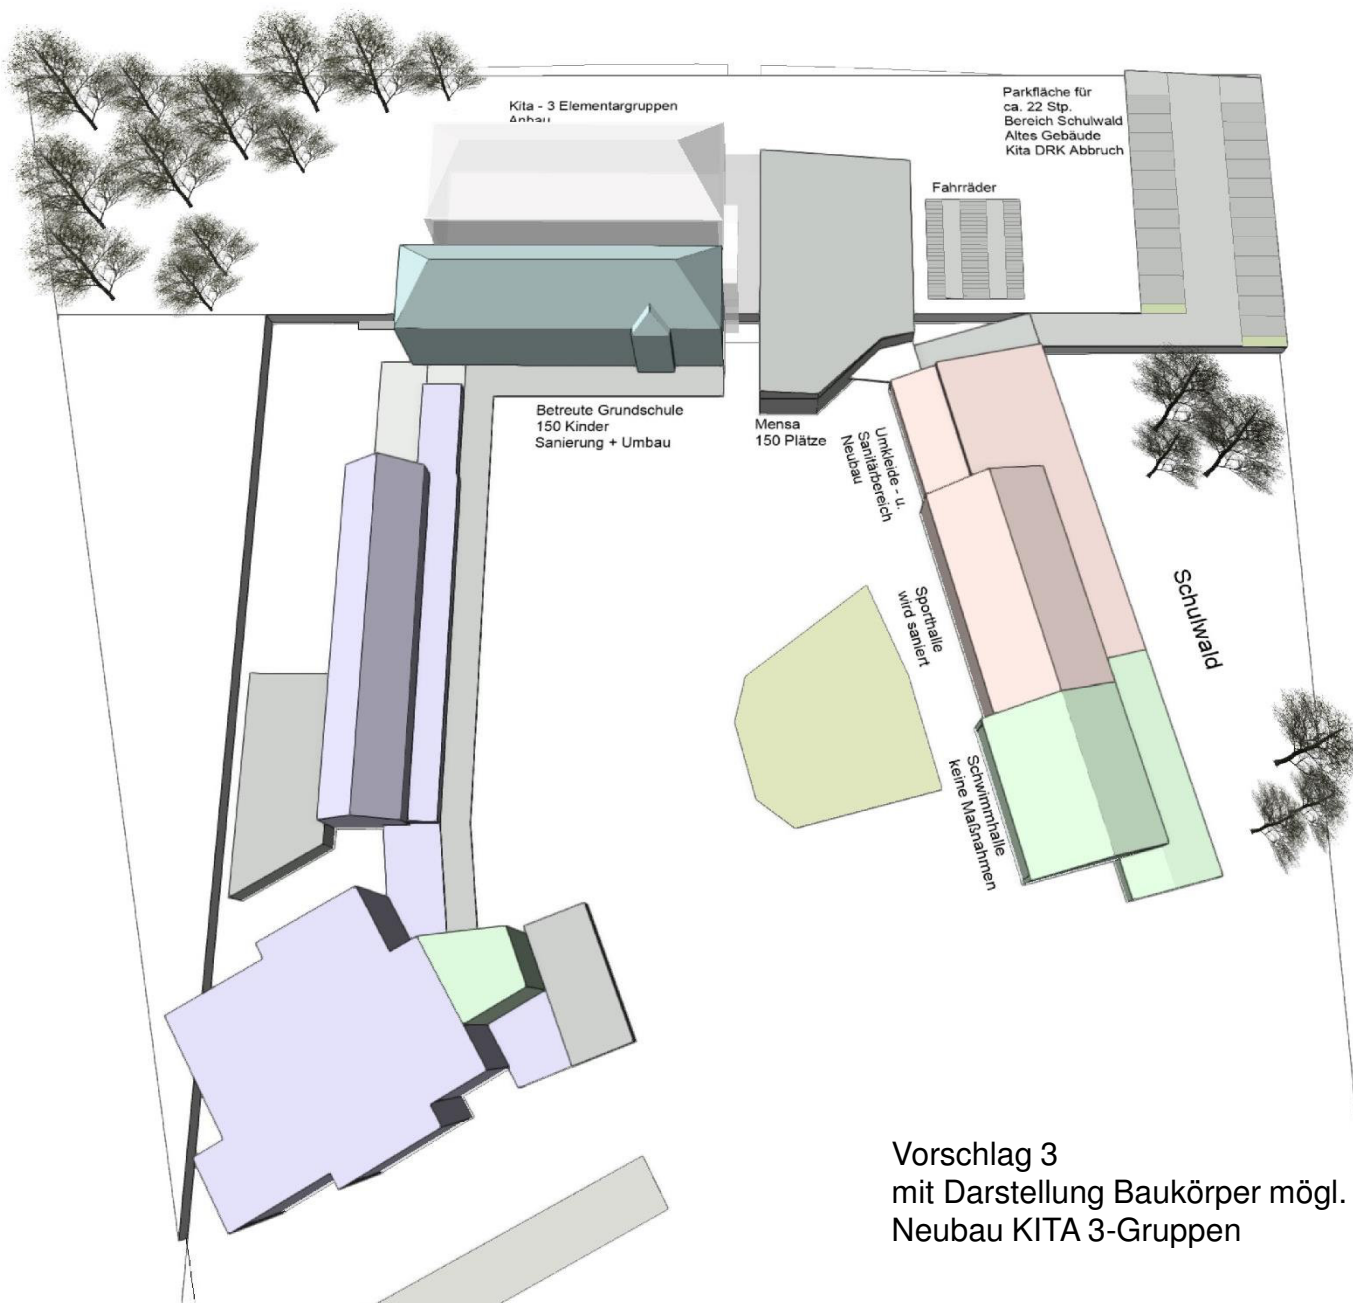 Kita - 3 Elementargruppen
Anbau
Parkfläche für
ca. 22 Stp.
Bereich Schulwald
Altes Gebäude
Kita DRK Abbruch
Fahrräder
Betreute Grundschule
150 Kinder
Sanierung + Umbau
Mensa
150 Plätze
Umkleide - u.
Sanitärbereich
Neubau
Sporthalle
wird saniert
Schulwald
Schwimmhalle
keine Maßnahmen
Vorschlag 3
mit Darstellung Baukörper mögl.
Neubau KITA 3-Gruppen